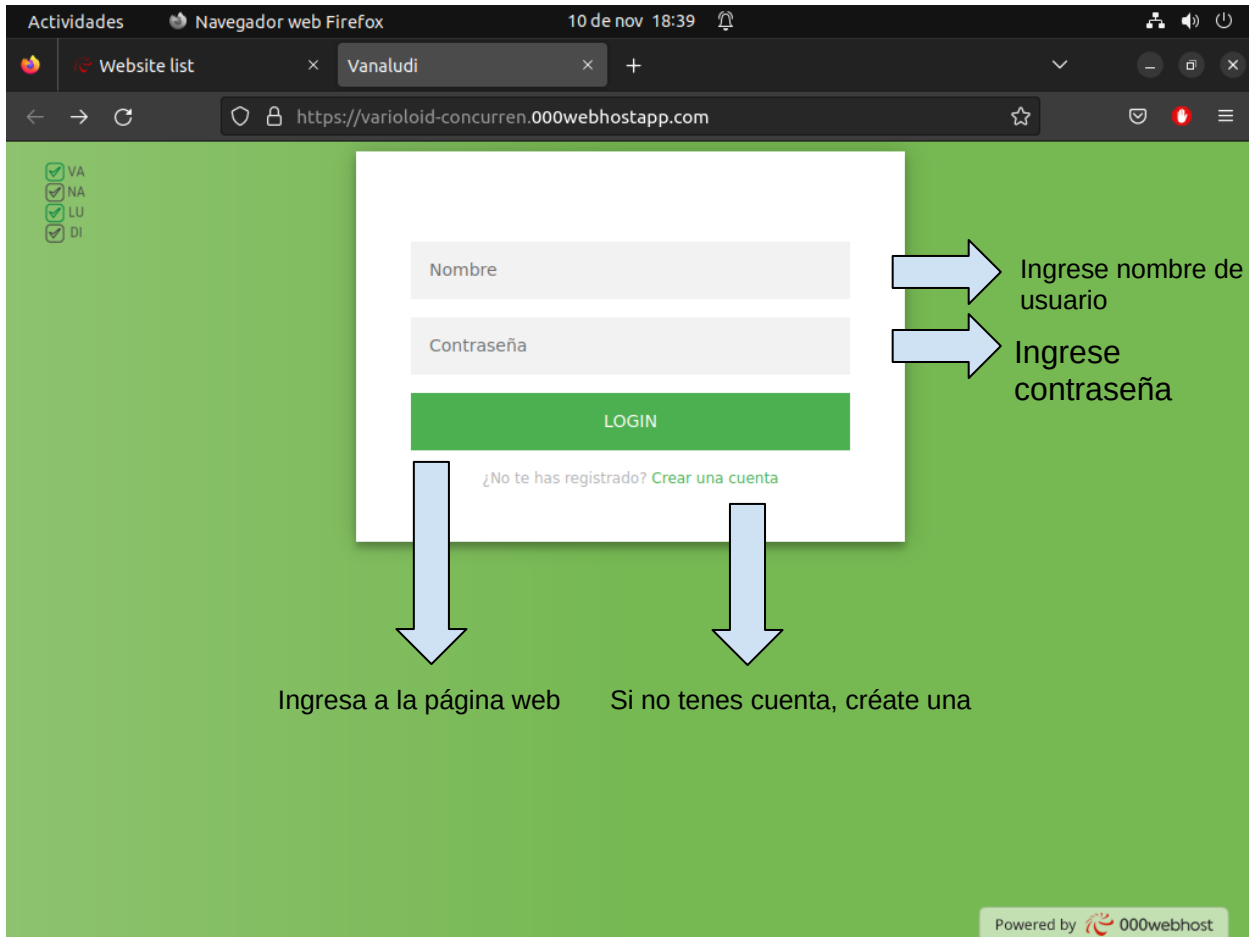 Actividades Navegador web Firefox 10 de nov 18:39
Website list Vanaludi
https://varioloid-concurren.000webhostapp.com
VA
NA
LU
DI
Nombre
Ingrese nombre de
usuario
Contraseña
Ingrese
contraseña
LOGIN
¿No te has registrado? Crear una cuenta
Ingresa a la página web
Si no tenes cuenta, créate una
Powered by 000webhost